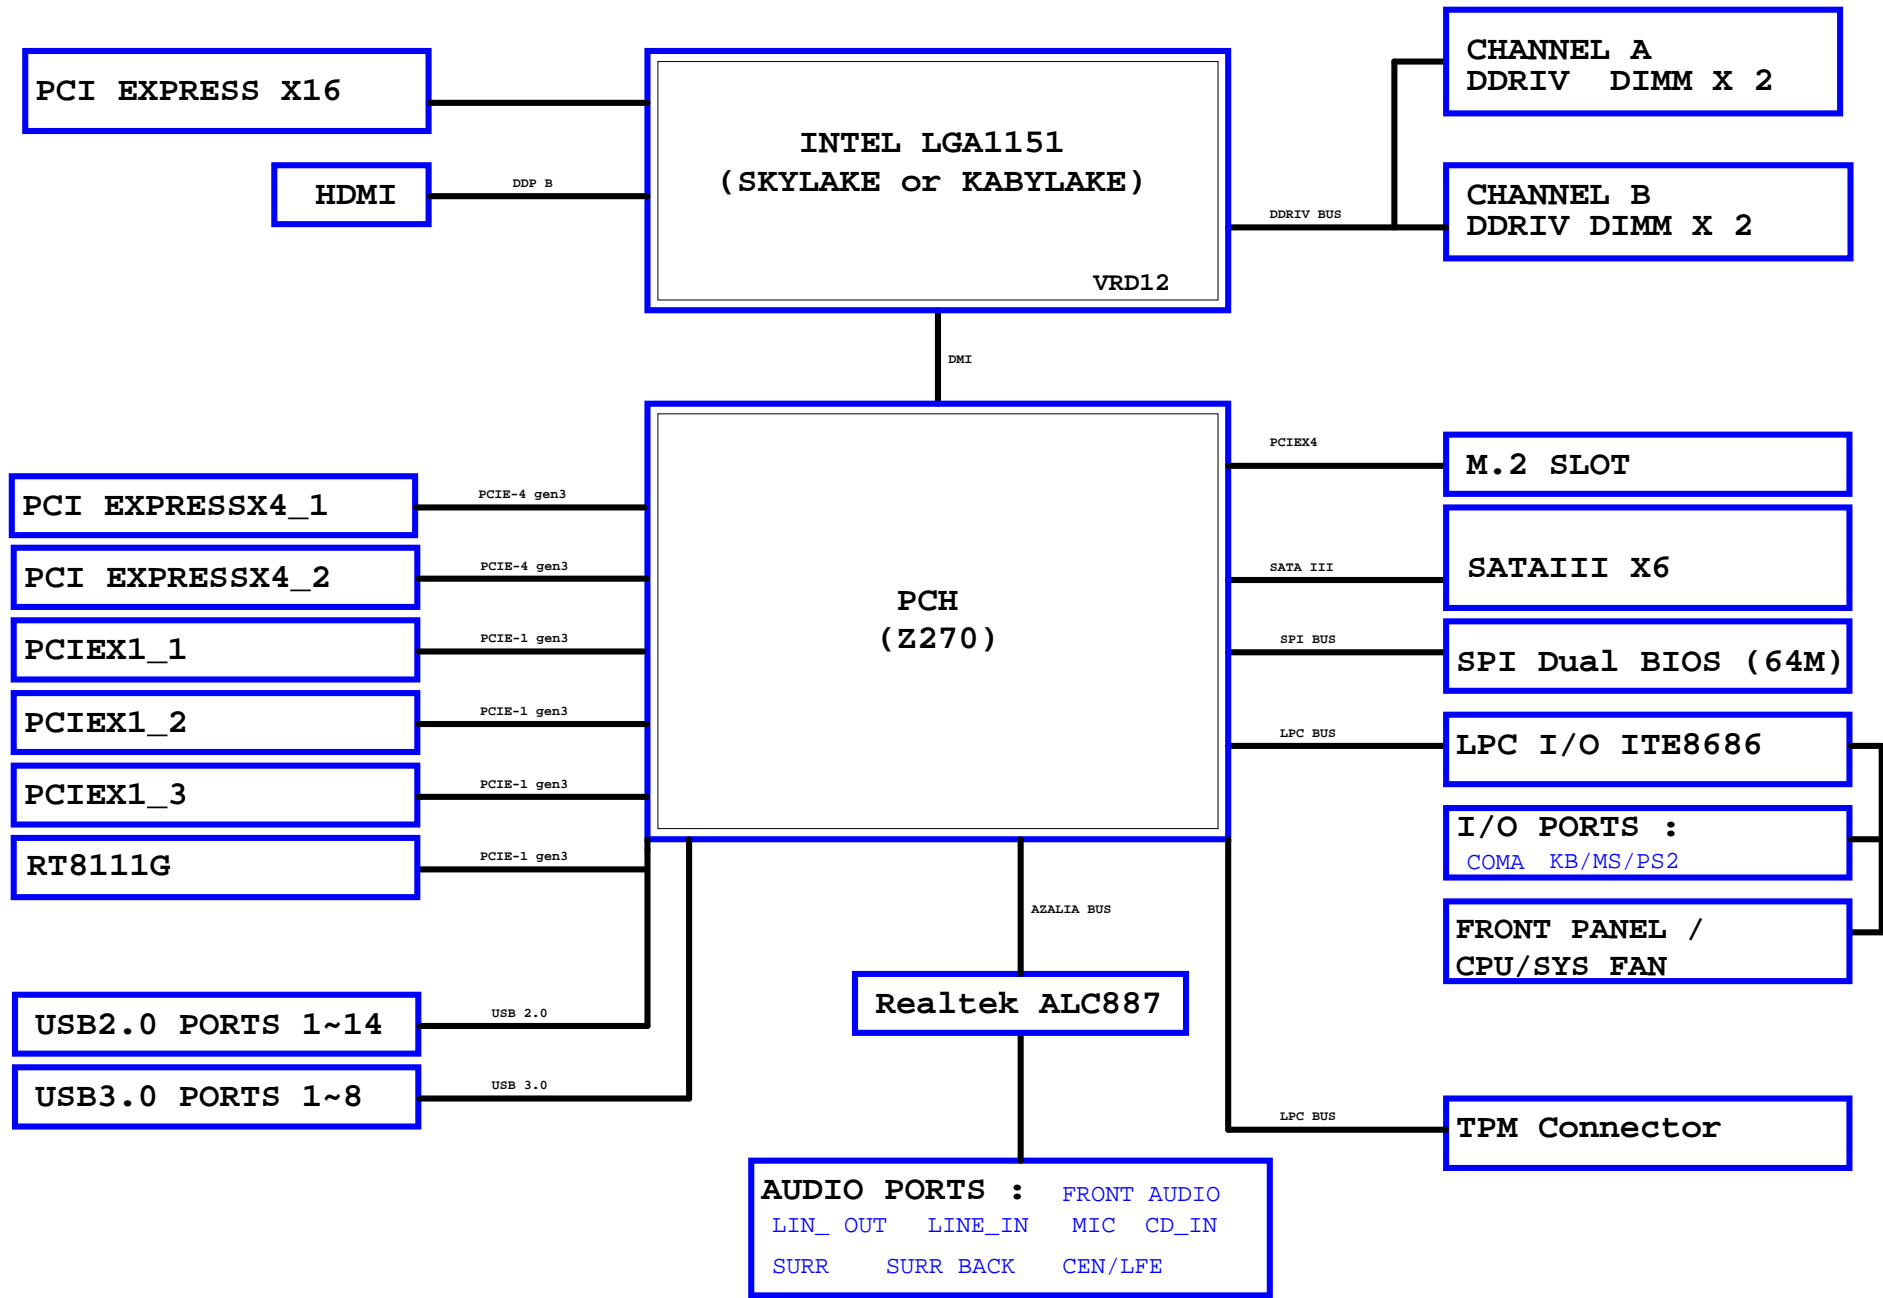 PCI EXPRESS X16
HDMI
DDP B
INTEL LGA1151
(SKYLAKE or KABYLAKE)
VRD12
DDRIV BUS
CHANNEL A
DDRIV DIMM X 2
CHANNEL B
DDRIV DIMM X 2
DMI
PCH
(Z270)
PCI EXPRESSX4_1
PCIE-4 gen3
PCI EXPRESSX4_2
PCIE-4 gen3
PCIEX1_1
PCIE-1 gen3
PCIEX1_2
PCIE-1 gen3
PCIEX1_3
PCIE-1 gen3
RT8111G
PCIE-1 gen3
USB2.0 PORTS 1~14
USB 2.0
USB3.0 PORTS 1~8
USB 3.0
PCIEX4
M.2 SLOT
SATA III
SATAIII X6
SPI BUS
SPI Dual BIOS (64M)
LPC BUS
LPC I/O ITE8686
I/O PORTS :
COMA KB/MS/PS2
FRONT PANEL /
CPU/SYS FAN
LPC BUS
TPM Connector
AZALIA BUS
Realtek ALC887
AUDIO PORTS : FRONT AUDIO
LIN_ OUT LINE_IN MIC CD_IN
SURR SURR BACK CEN/LFE